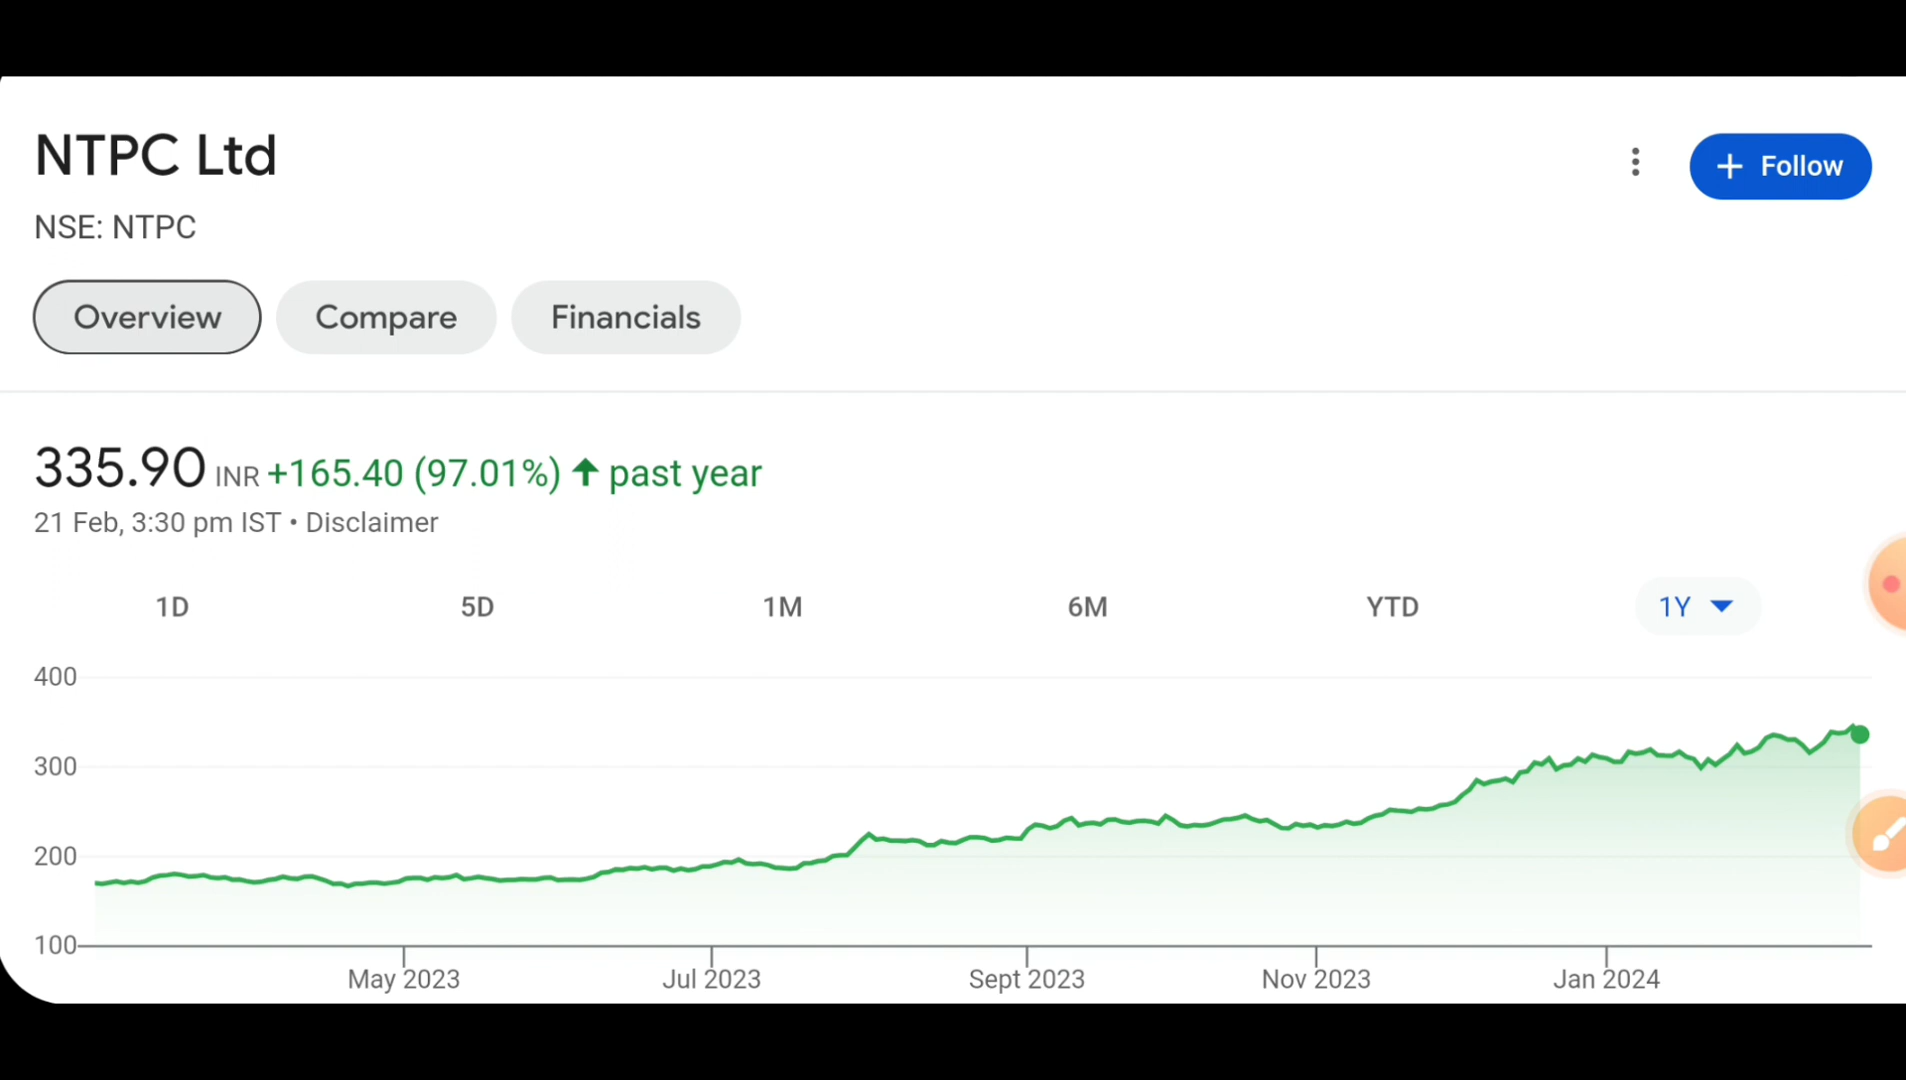 NTPC Ltd
+ Follow
NSE: NTPC
Overview Compare Financials
335.90 INR +165.40 (97.01%) ↑ past year
21 Feb, 3:30 pm IST • Disclaimer
1D 5D 1M 6M YTD 1Y
400
300
200
100
May 2023 Jul 2023 Sept 2023 Nov 2023 Jan 2024